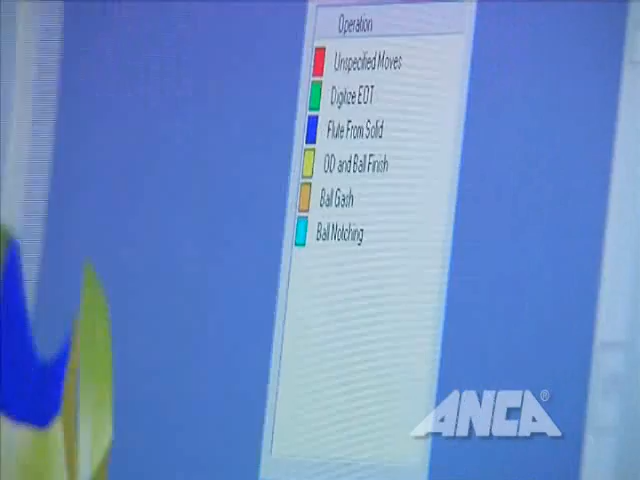 Operation
Unspecified Moves
Digitize EOT
Flute From Solid
OD and Ball Finish
Ball Gash
Ball Notching
ANCA®